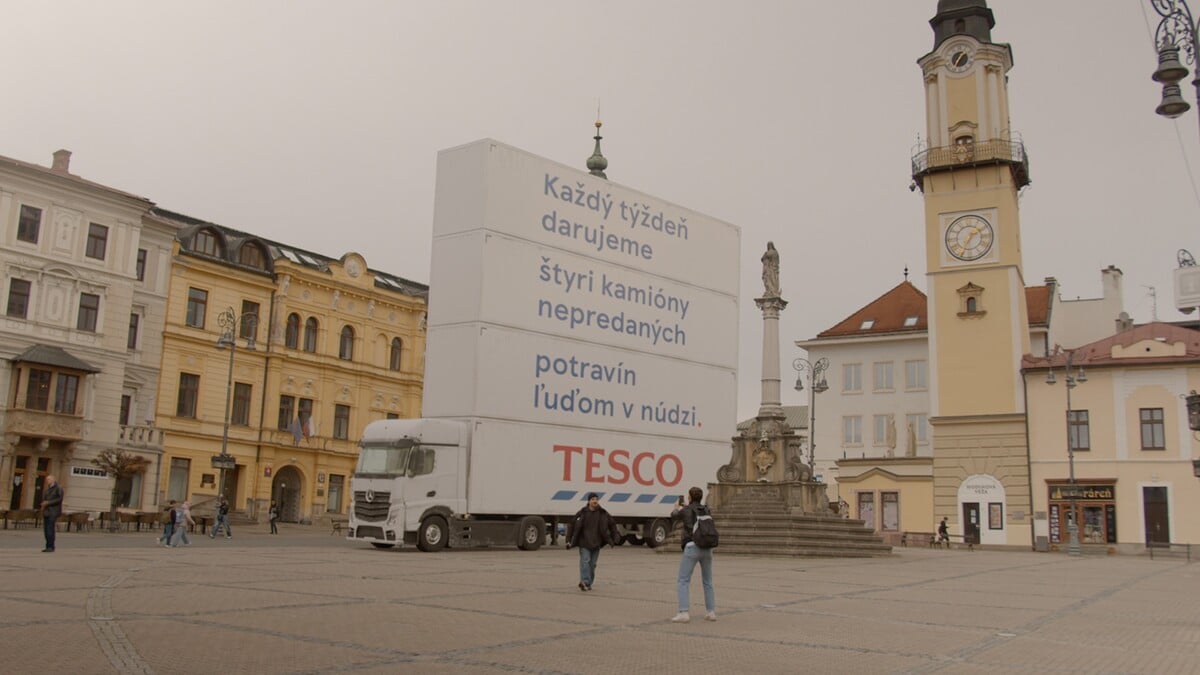 Každý týždeň
darujeme
štyri kamióny
nepredaných
potravín
ľuďom v núdzi.
TESCO